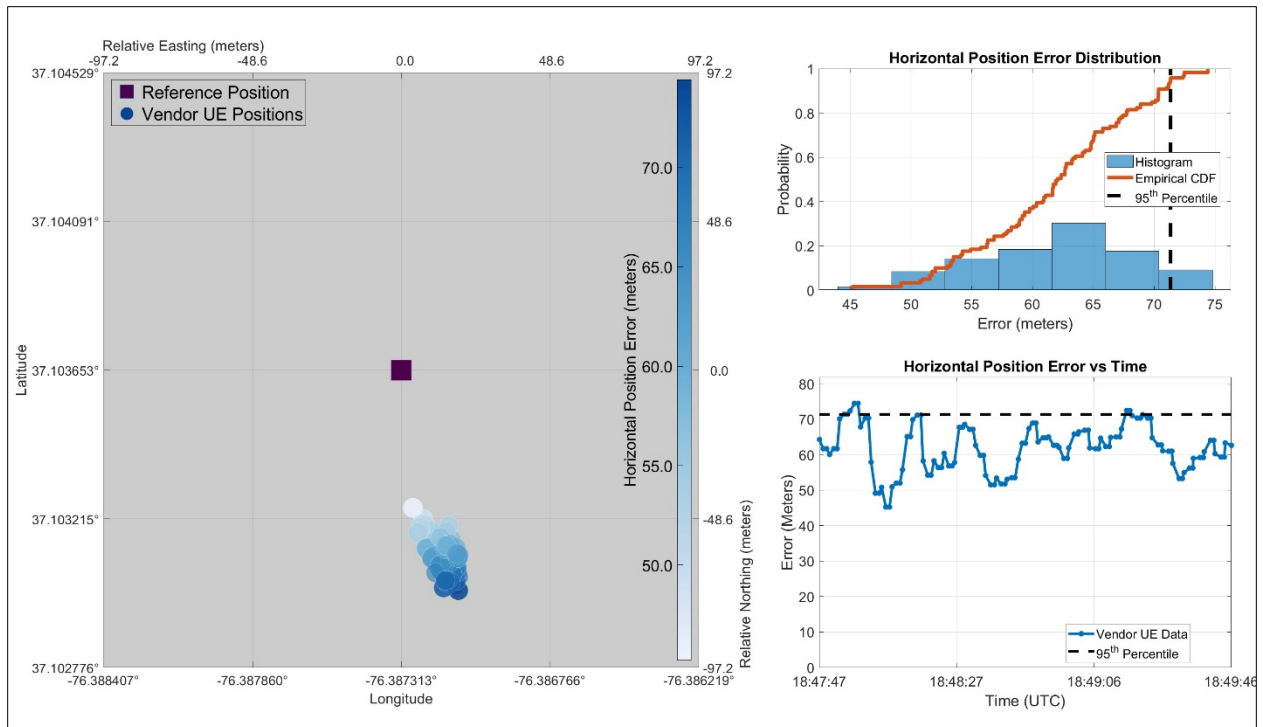 Relative Easting (meters)
-97.2 -48.6 0.0 48.6 97.2
37.104529°
37.104091°
37.103653°
37.103215°
37.102776°
Latitude
Reference Position
Vendor UE Positions
Horizontal Position Error (meters)
70.0
65.0
60.0
55.0
50.0
97.2
48.6
0.0
-48.6
-97.2
Relative Northing (meters)
-76.388407° -76.387860° -76.387313° -76.386766° -76.386219°
Longitude
Horizontal Position Error Distribution
Probability
1
0.8
0.6
0.4
0.2
0
Histogram
Empirical CDF
95th Percentile
45 50 55 60 65 70 75
Error (meters)
Horizontal Position Error vs Time
Error (Meters)
80
70
60
50
40
30
20
10
0
Vendor UE Data
95th Percentile
18:47:47 18:48:27 18:49:06 18:49:46
Time (UTC)